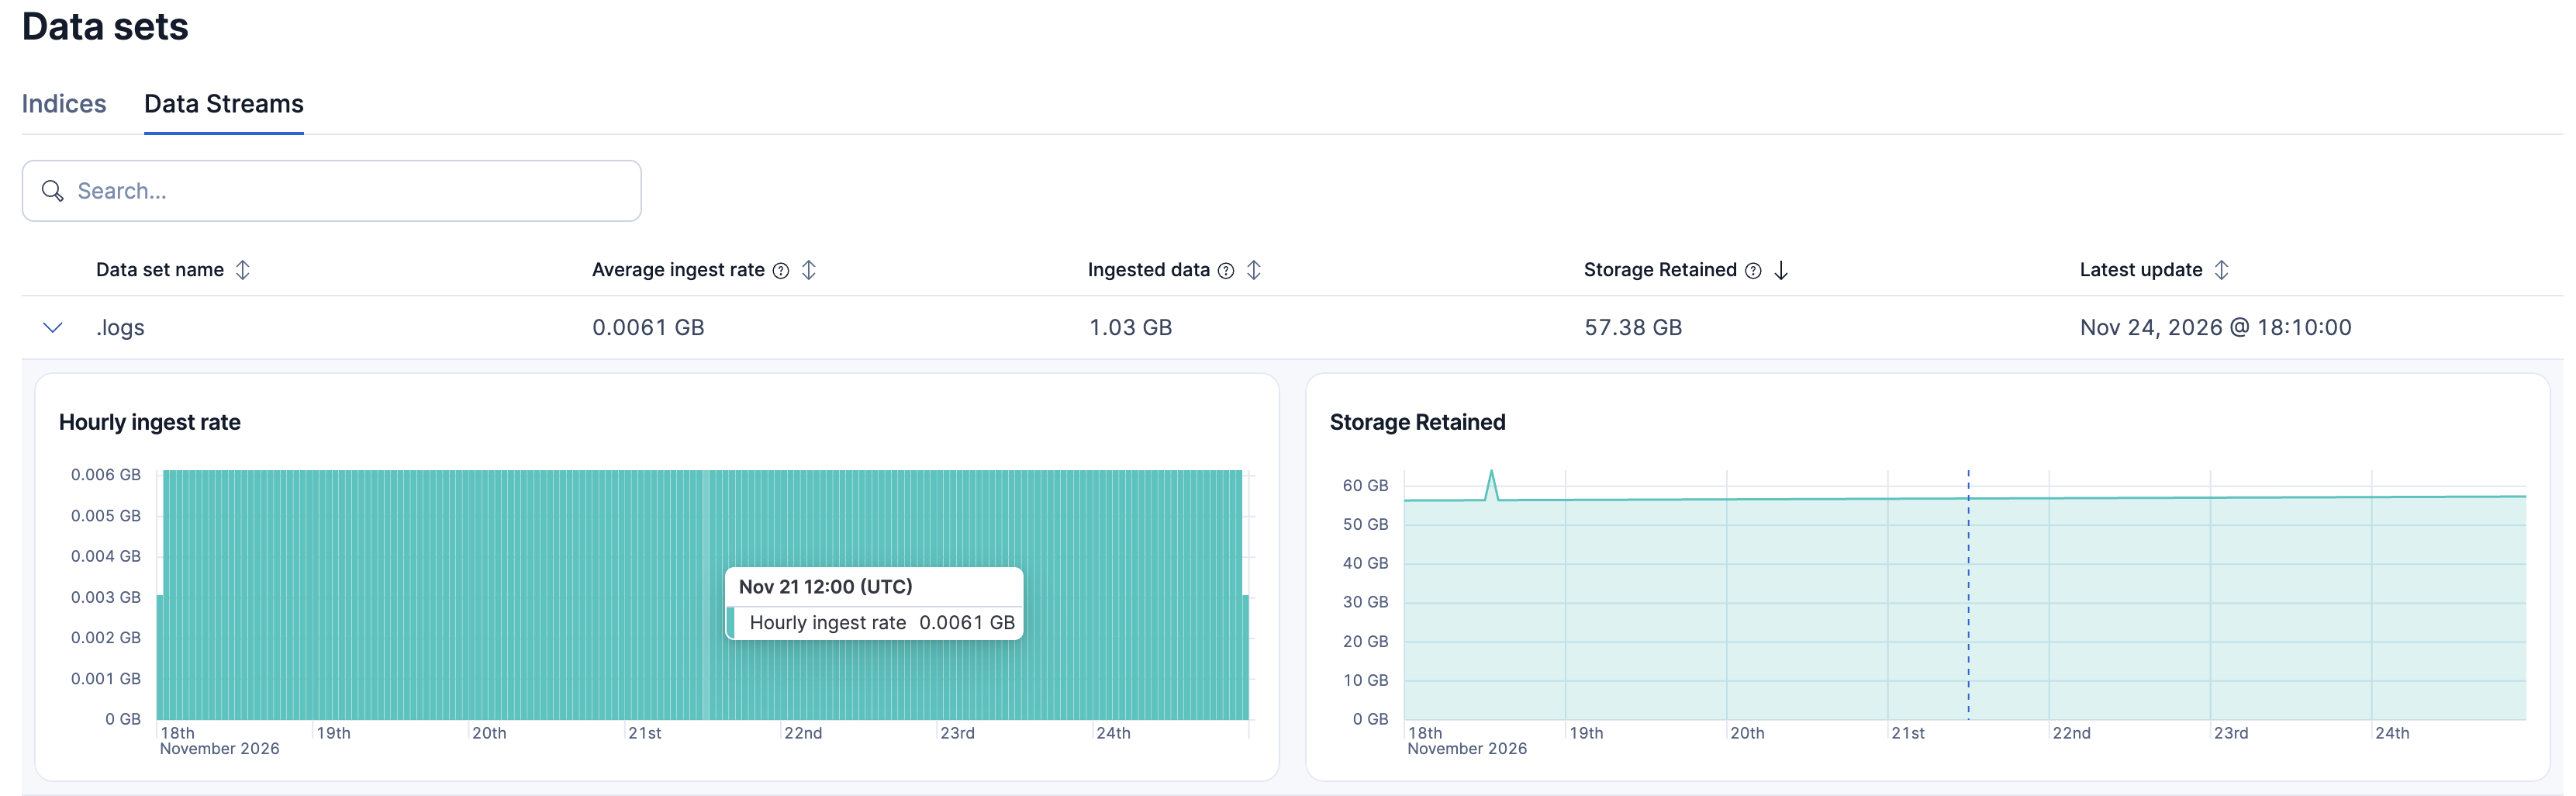 Data sets
Indices Data Streams
Search...
Data set name Average ingest rate Ingested data Storage Retained Latest update
.logs 0.0061 GB 1.03 GB 57.38 GB Nov 24, 2026 @ 18:10:00
Hourly ingest rate
0.006 GB
0.005 GB
0.004 GB
0.003 GB
0.002 GB
0.001 GB
0 GB
Nov 21 12:00 (UTC)
Hourly ingest rate 0.0061 GB
18th 19th 20th 21st 22nd 23rd 24th
November 2026
Storage Retained
60 GB
50 GB
40 GB
30 GB
20 GB
10 GB
0 GB
18th 19th 20th 21st 22nd 23rd 24th
November 2026